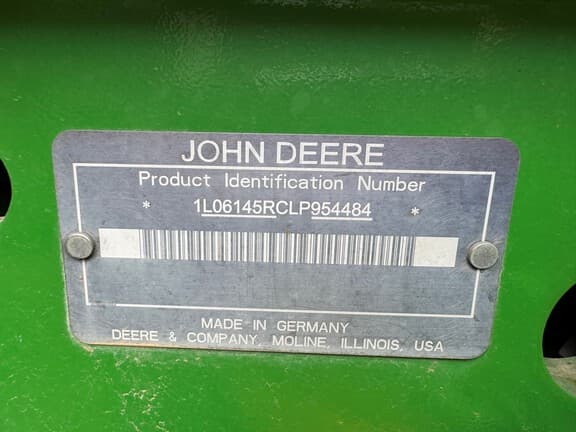 JOHN DEERE
Product Identification Number
* 1L06145RCLP954484 *
MADE IN GERMANY
DEERE & COMPANY, MOLINE, ILLINOIS, USA